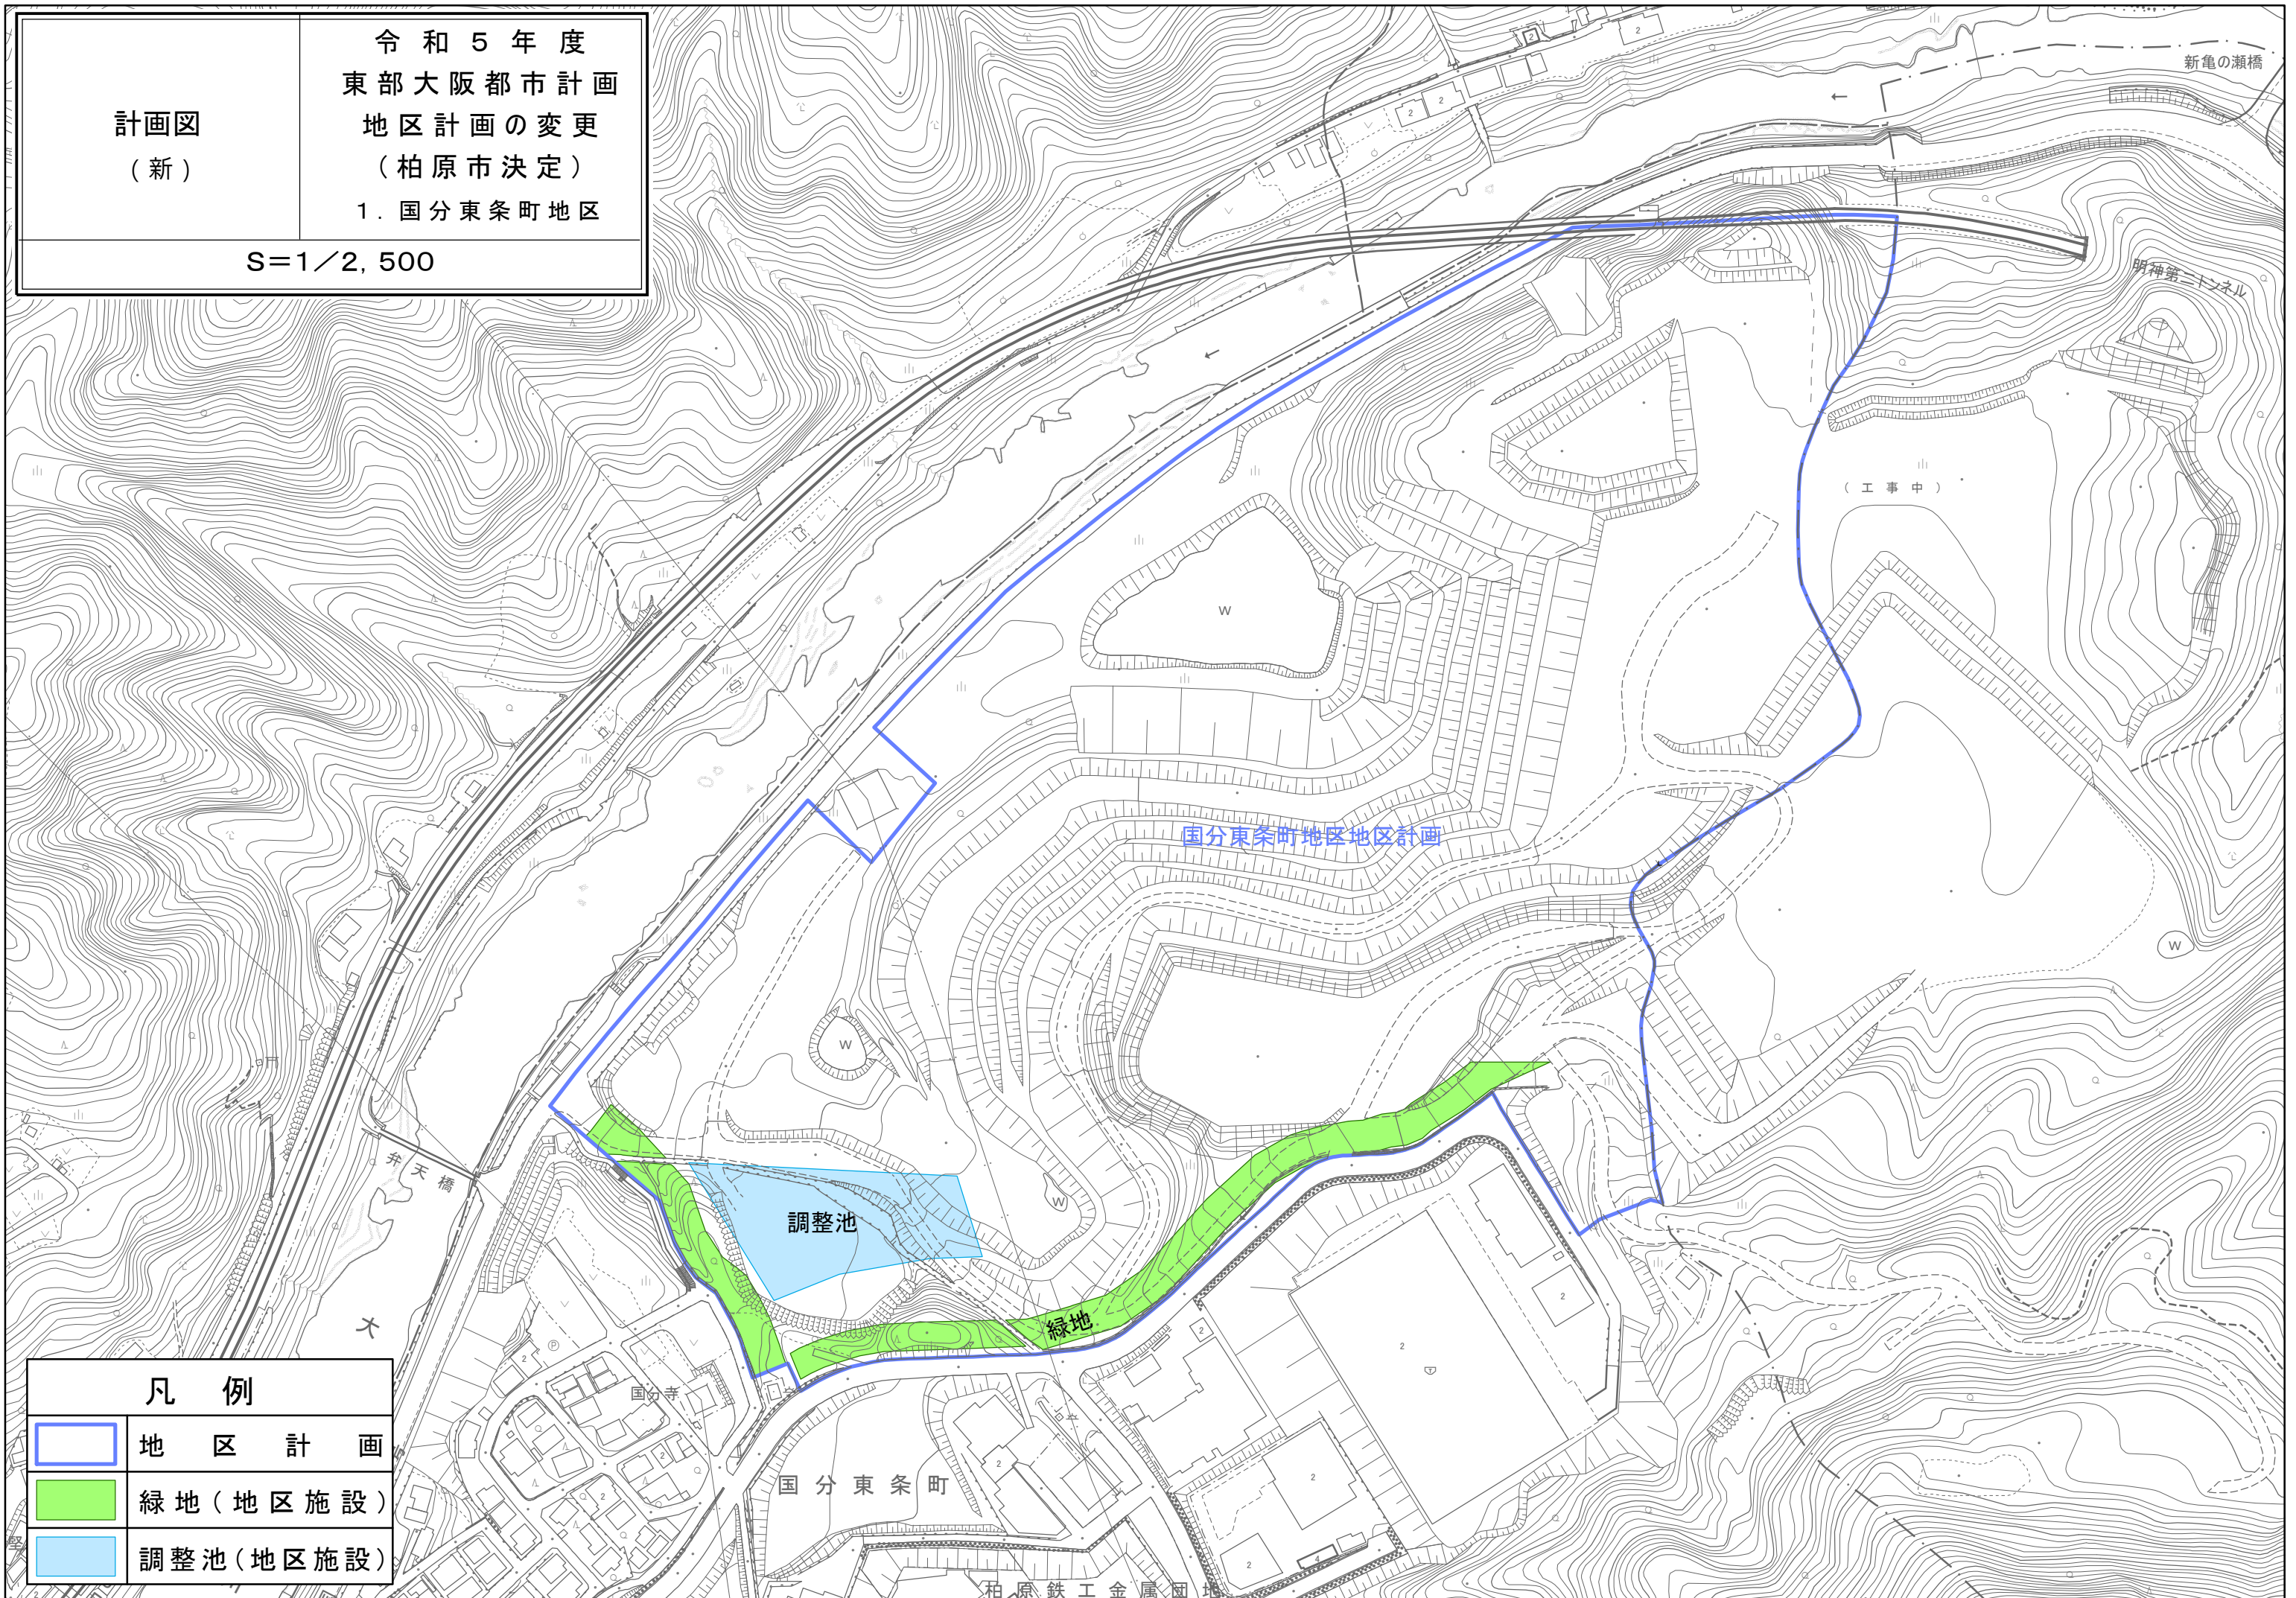 計画図
(新)
令和5年度
東部大阪都市計画
地区計画の変更
(柏原市決定)
1. 国分東条町地区
S=1/2,500
新亀の瀬橋
明神第二トンネル
(工事中)
W
国分東条町地区地区計画
W
W
W
弁天橋
調整池
緑地
大
国分寺
国分東条町
柏原鉄工金属団地
凡例
地区計画
緑地(地区施設)
調整池(地区施設)
堅